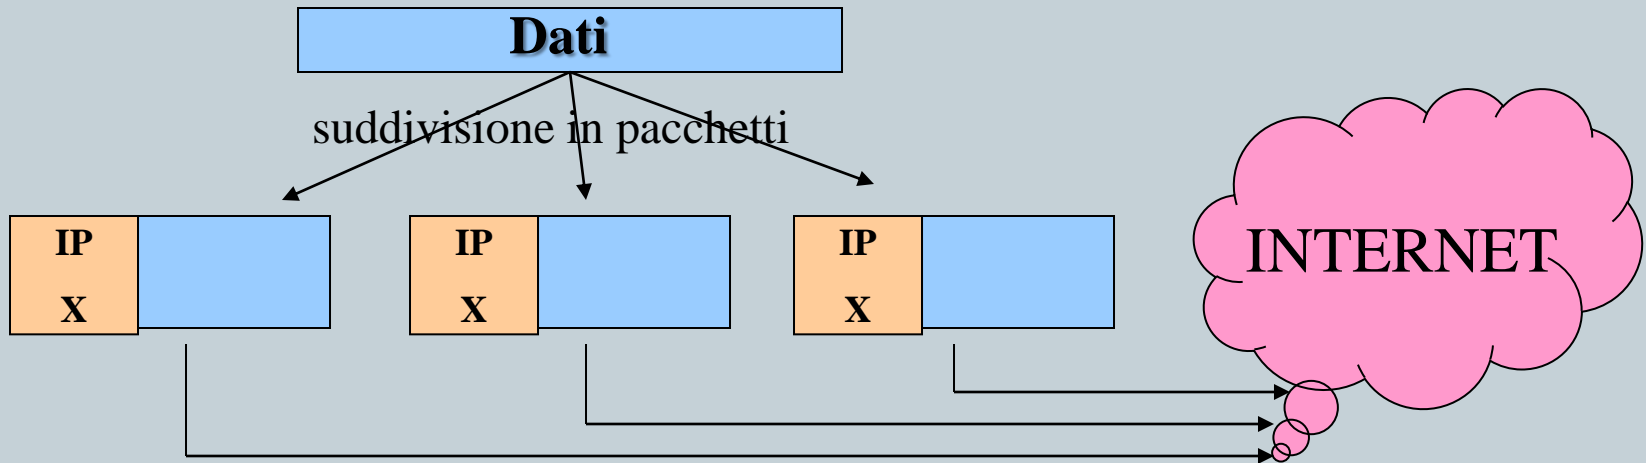 Dati
suddivisione in pacchetti
IP
X
IP
X
IP
X
INTERNET